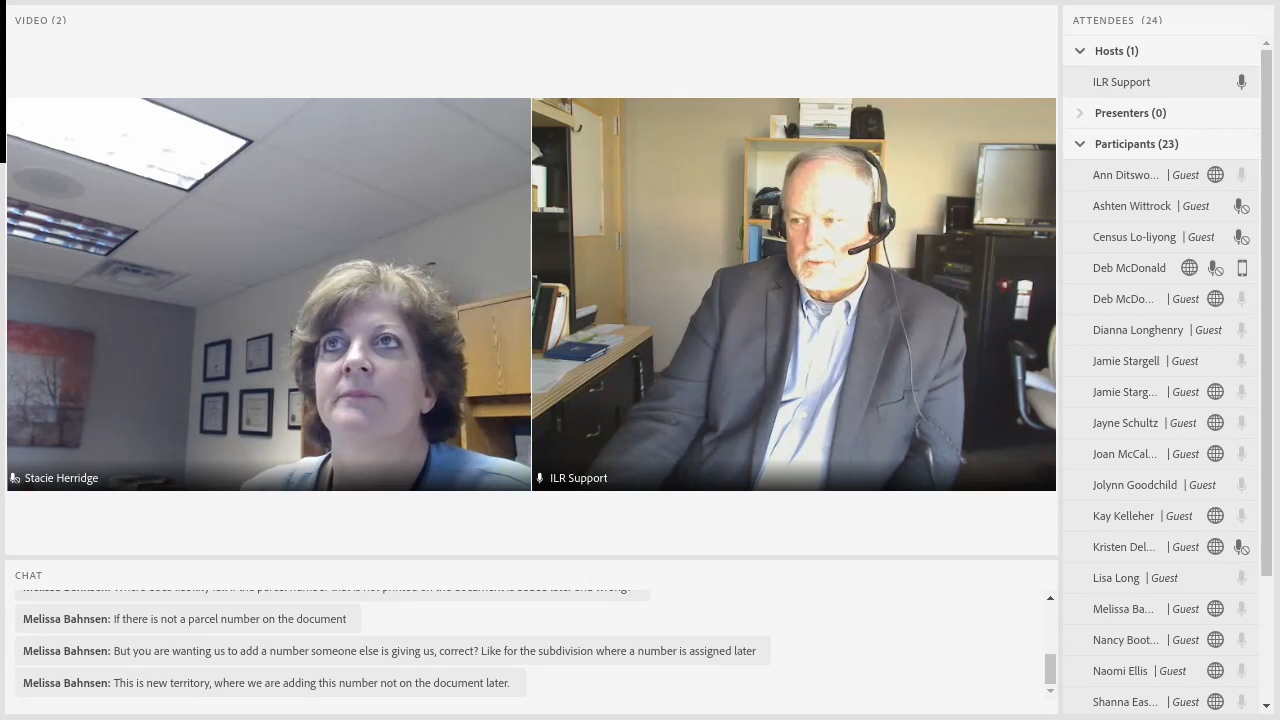 VIDEO (2)
Stacie Herridge
ILR Support
CHAT
Melissa Bahnsen: If there is not a parcel number on the document
Melissa Bahnsen: But you are wanting us to add a number someone else is giving us, correct? Like for the subdivision where a number is assigned later
Melissa Bahnsen: This is new territory, where we are adding this number not on the document later.
ATTENDEES (24)
Hosts (1)
ILR Support
Presenters (0)
Participants (23)
Ann Ditswo... | Guest
Ashten Wittrock | Guest
Census Lo-liyong | Guest
Deb McDonald
Deb McDo... | Guest
Dianna Longhenry | Guest
Jamie Stargell | Guest
Jamie Starg... | Guest
Jayne Schultz | Guest
Joan McCal... | Guest
Jolynn Goodchild | Guest
Kay Kelleher | Guest
Kristen Del... | Guest
Lisa Long | Guest
Melissa Ba... | Guest
Nancy Boot... | Guest
Naomi Ellis | Guest
Shanna Eas... | Guest